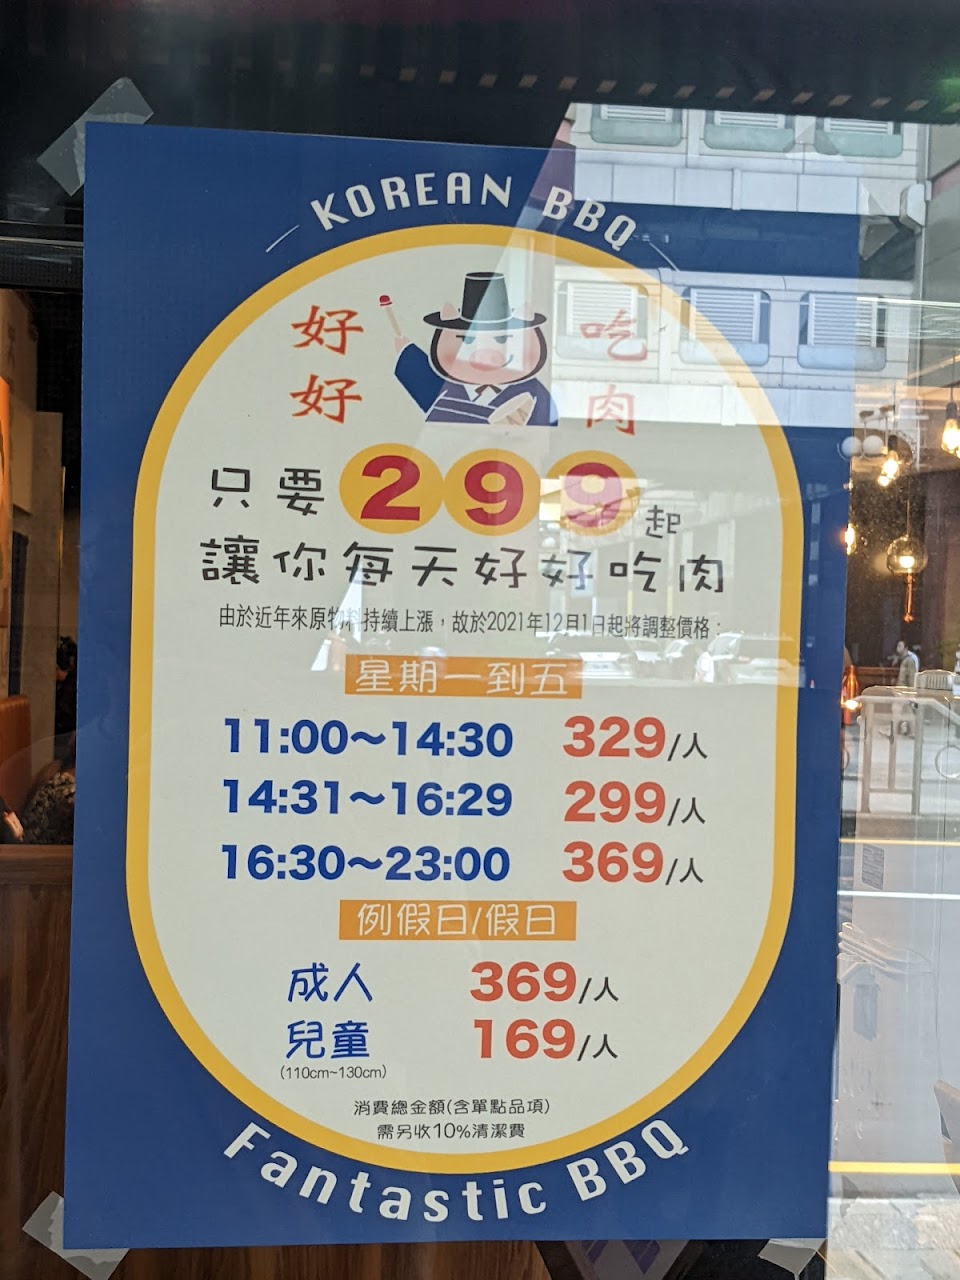 KOREAN BBQ
好好 吃肉
只要299起
讓你每天好好吃肉
由於近年來原物料持續上漲，故於2021年12月1日起將調整價格：
星期一到五
11:00～14:30 329/人
14:31～16:29 299/人
16:30～23:00 369/人
例假日/假日
成人 369/人
兒童 169/人
(110cm~130cm)
消費總金額(含單點品項)
需另收10%清潔費
Fantastic BBQ